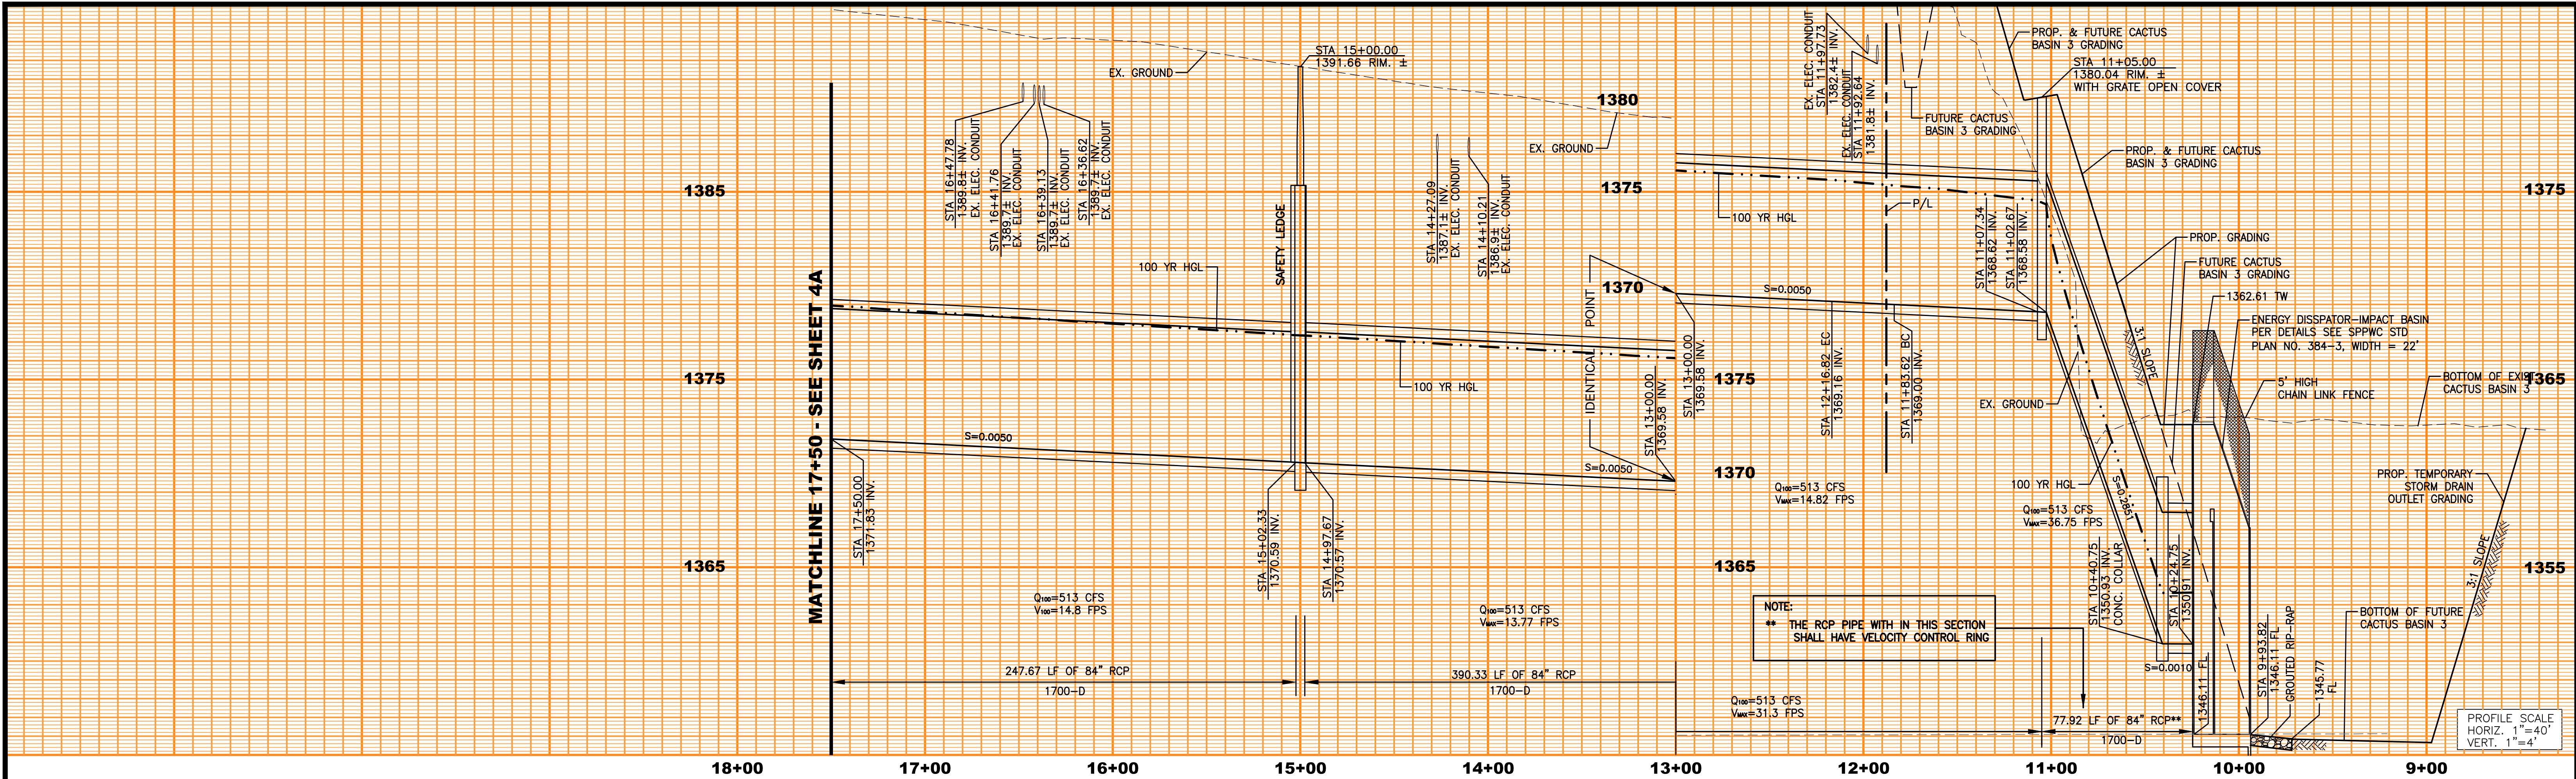 EX. GROUND
STA 15+00.00
1391.66 RIM. ±
STA 16+47.78
1389.8± INV.
EX. ELEC. CONDUIT
STA 16+41.76
1389.7± INV.
EX. ELEC. CONDUIT
STA 16+39.13
1389.7± INV.
EX. ELEC. CONDUIT
STA 16+36.62
1389.7± INV.
EX. ELEC. CONDUIT
1385
1375
1365
MATCHLINE 17+50 - SEE SHEET 4A
100 YR HGL
SAFETY LEDGE
S=0.0050
STA 17+50.00
1371.83 INV.
STA 15+02.33
1370.59 INV.
STA 14+97.67
1370.57 INV.
Q100=513 CFS
V100=14.8 FPS
247.67 LF OF 84" RCP
1700-D
STA 14+27.09
1387.1± INV.
EX. ELEC. CONDUIT
STA 14+10.21
1386.9± INV.
EX. ELEC. CONDUIT
100 YR HGL
Q100=513 CFS
VMAX=13.77 FPS
390.33 LF OF 84" RCP
1700-D
S=0.0050
1380
EX. GROUND
1375
1370
IDENTICAL POINT
STA 13+00.00
1369.58 INV.
STA 13+00.00
1369.58 INV.
1375
1370
1365
100 YR HGL
S=0.0050
EX. ELEC. CONDUIT
STA 11+97.73
1382.4± INV.
EX. ELEC. CONDUIT
STA 11+92.64
1381.8± INV.
FUTURE CACTUS
BASIN 3 GRADING
P/L
STA 12+16.82 EC
1369.16 INV.
STA 11+83.62 BC
1369.00 INV.
Q100=513 CFS
VMAX=14.82 FPS
NOTE:
** THE RCP PIPE WITH IN THIS SECTION
SHALL HAVE VELOCITY CONTROL RING
Q100=513 CFS
VMAX=31.3 FPS
PROP. & FUTURE CACTUS
BASIN 3 GRADING
STA 11+05.00
1380.04 RIM. ±
WITH GRATE OPEN COVER
PROP. & FUTURE CACTUS
BASIN 3 GRADING
STA 11+07.34
1368.62 INV.
STA 11+02.67
1368.58 INV.
PROP. GRADING
FUTURE CACTUS
BASIN 3 GRADING
1362.61 TW
ENERGY DISSPATOR-IMPACT BASIN
PER DETAILS SEE SPPWC STD
PLAN NO. 384-3, WIDTH = 22'
3:1 SLOPE
5' HIGH
CHAIN LINK FENCE
BOTTOM OF EXIST.
CACTUS BASIN 3
EX. GROUND
100 YR HGL
S=0.2851
Q100=513 CFS
VMAX=36.75 FPS
STA 10+40.75
1350.93 INV.
CONC. COLLAR
STA 10+24.75
1350.91 INV.
S=0.0010
1346.11 FL
77.92 LF OF 84" RCP**
1700-D
STA 9+93.82
1346.11 FL
GROUTED RIP-RAP
1345.77
FL
PROP. TEMPORARY
STORM DRAIN
OUTLET GRADING
3:1 SLOPE
BOTTOM OF FUTURE
CACTUS BASIN 3
1375
1365
1355
PROFILE SCALE
HORIZ. 1"=40'
VERT. 1"=4'
18+00 17+00 16+00 15+00 14+00 13+00 12+00 11+00 10+00 9+00